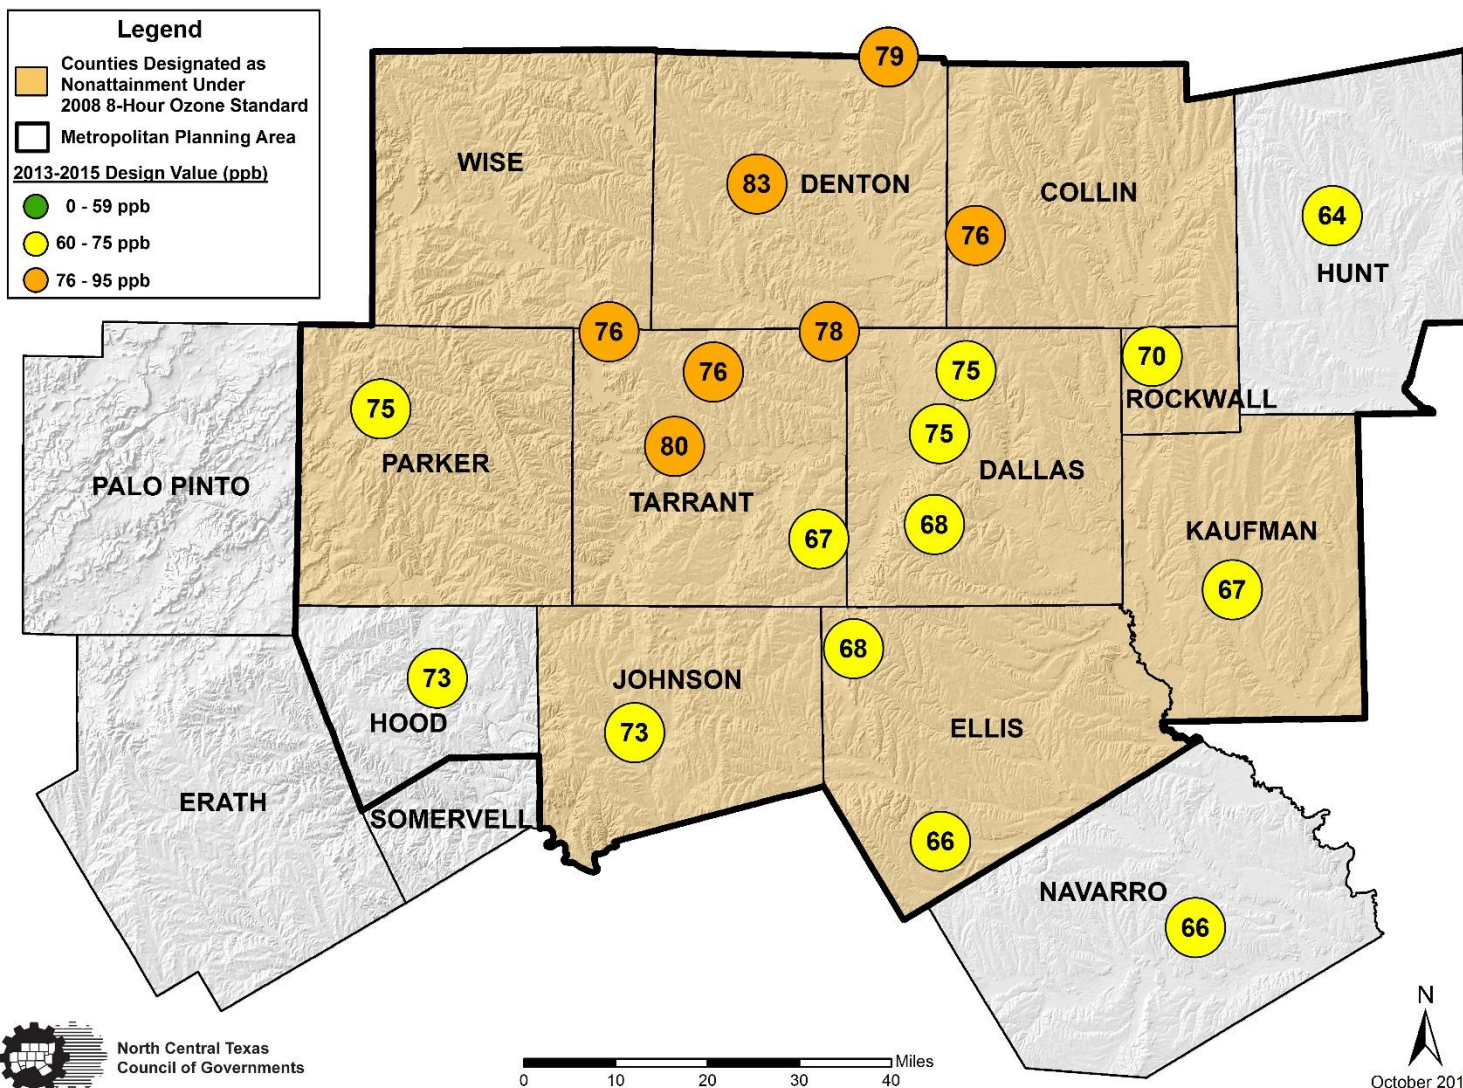 Legend
Counties Designated as
Nonattainment Under
2008 8-Hour Ozone Standard
Metropolitan Planning Area
2013-2015 Design Value (ppb)
0 - 59 ppb
60 - 75 ppb
76 - 95 ppb
79
WISE
83 DENTON
COLLIN
76
64
HUNT
76
78
76
75
70
ROCKWALL
75
PARKER
80
TARRANT
75
DALLAS
PALO PINTO
68
67
KAUFMAN
67
73
HOOD
JOHNSON
73
68
ELLIS
ERATH
SOMERVELL
66
NAVARRO
66
N
North Central Texas
Council of Governments
Miles
0 10 20 30 40
October 201